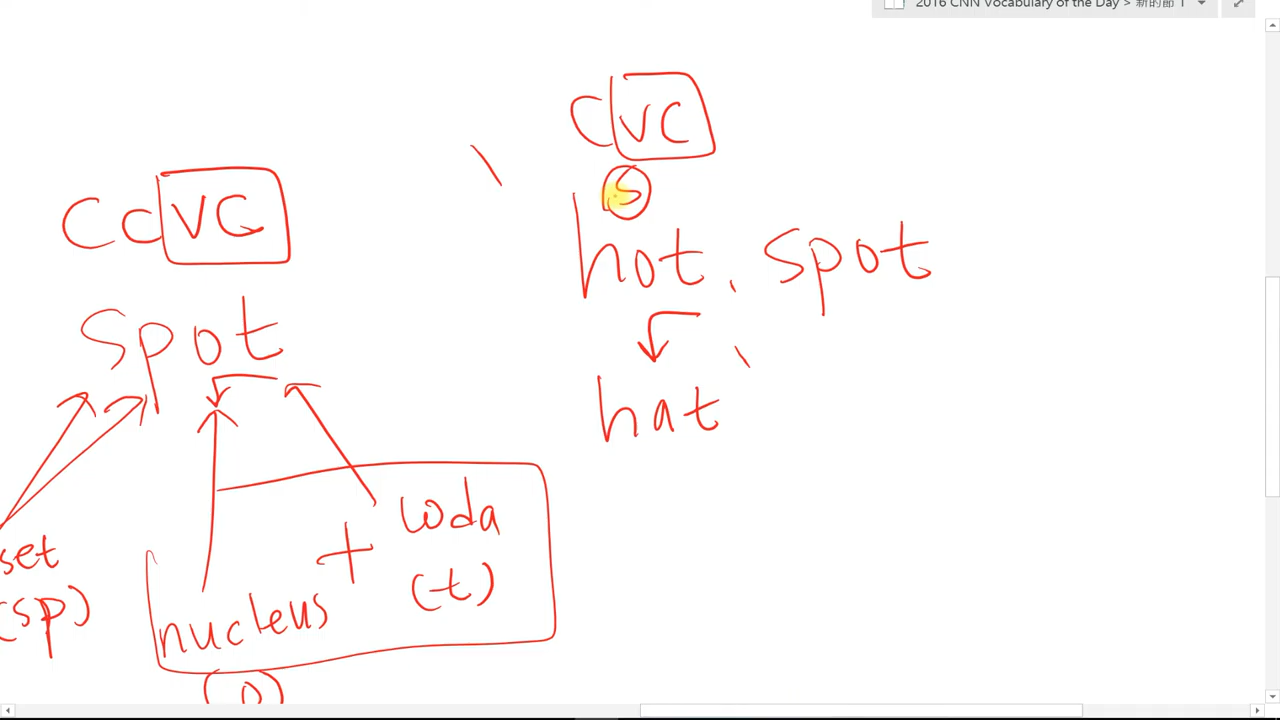 2016 CNN Vocabulary of the Day > 新的節 1
CVC
S
hot, spot
hat
CCVC
spot
set
(sp)
nucleus
(o)
+
coda
(t)